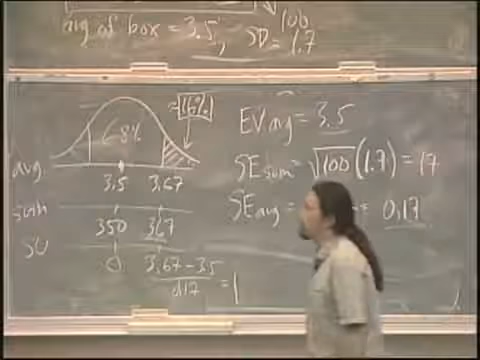 100
avg of box = 3.5, SD = 1.7
≈ 16%
68%
EV avg = 3.5
avg. 3.5 3.67
SE sum = √100 (1.7) = 17
sum 350 367
SE avg = = 0.17
SU 0 3.67 - 3.5 / 0.17 = 1